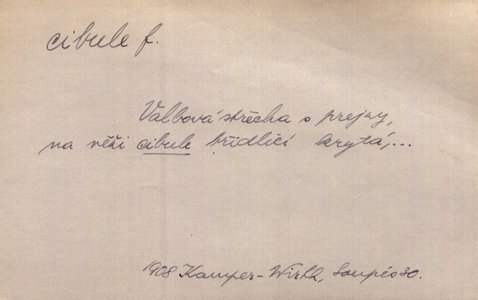 cibule f.
Valbová střecha s prejzy,
na věži cibule břidlicí krytá,...
1908 Kamper-Wirth, Soupis 30.